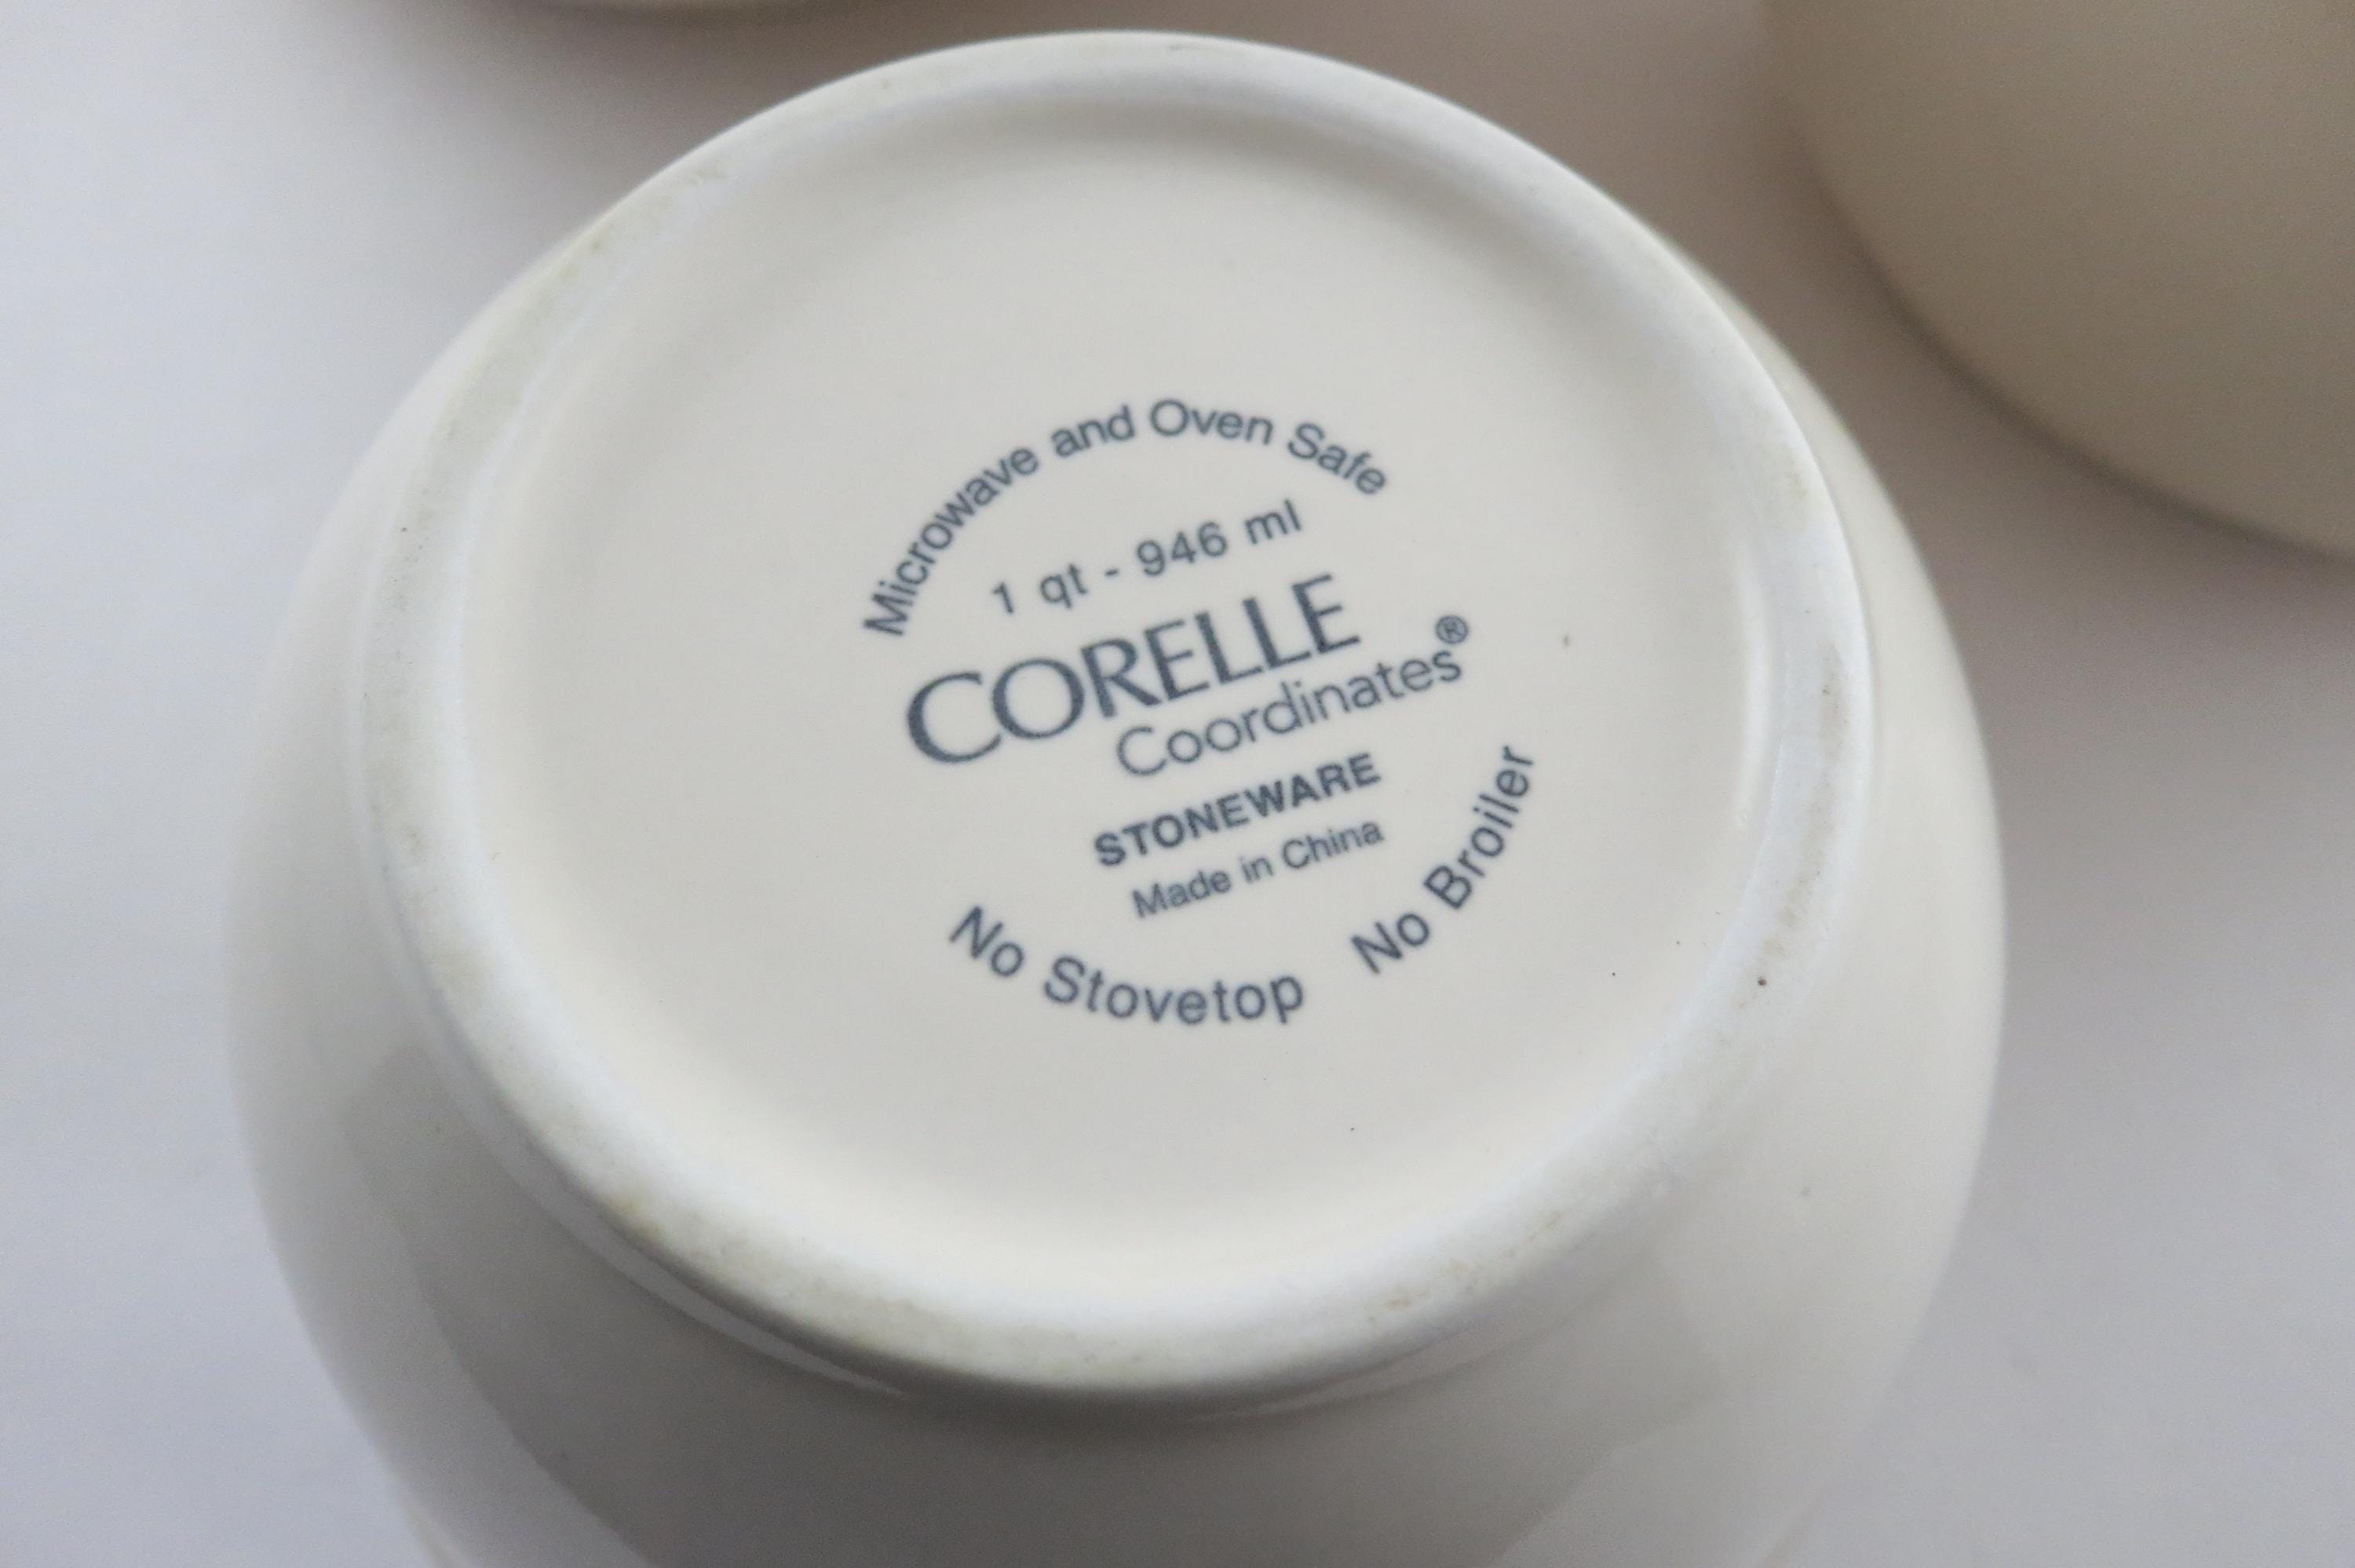 Microwave and Oven Safe
1 qt - 946 ml
CORELLE
Coordinates®
STONEWARE
Made in China
No Stovetop No Broiler